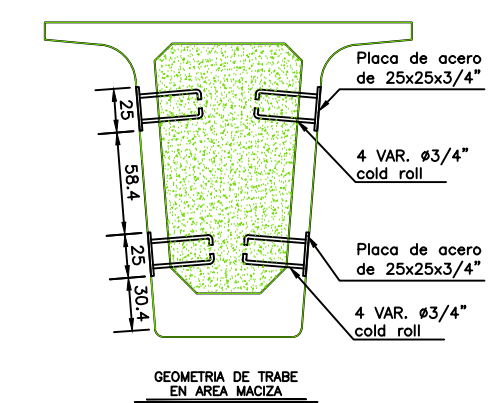 Placa de acero
de 25x25x3/4"
25
4 VAR. ø3/4"
cold roll
58.4
Placa de acero
de 25x25x3/4"
25
30.4
4 VAR. ø3/4"
cold roll
GEOMETRIA DE TRABE
EN AREA MACIZA